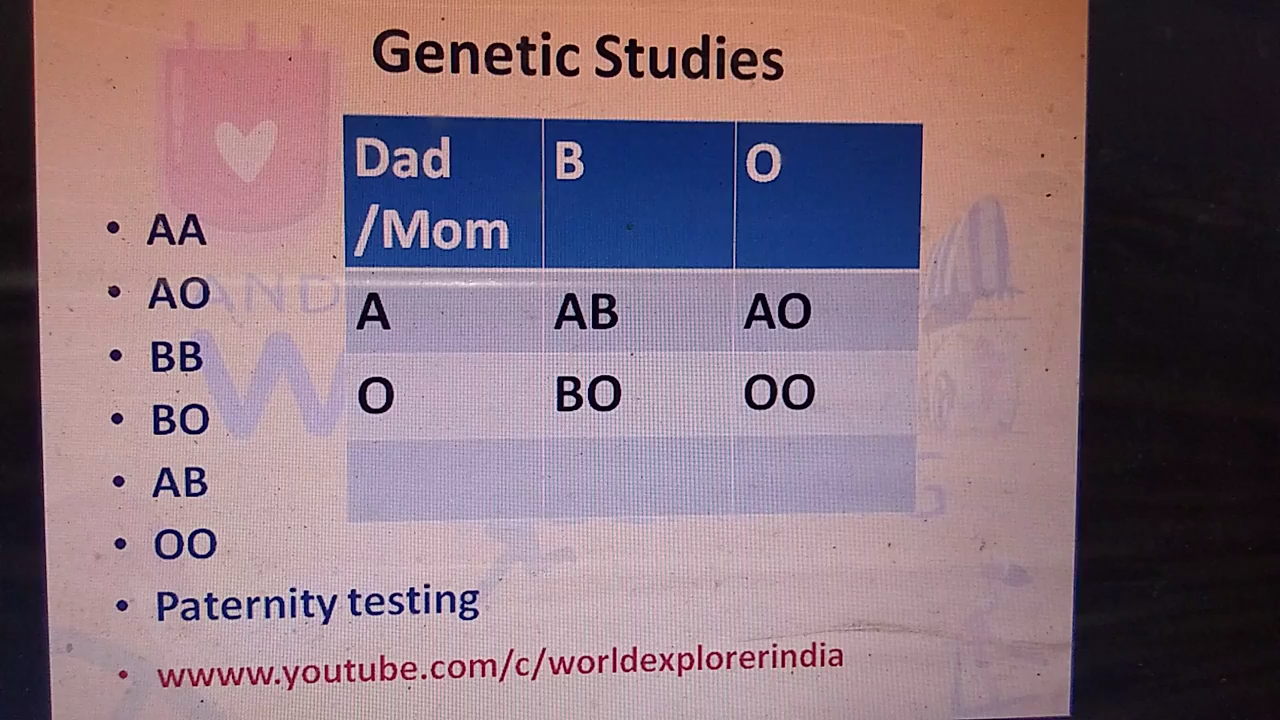 Genetic Studies
Dad /Mom B O
A AB AO
O BO OO
• AA
• AO
• BB
• BO
• AB
• OO
• Paternity testing
• wwww.youtube.com/c/worldexplorerindia
AND
W